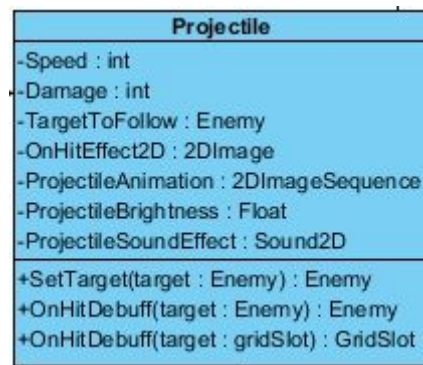 Projectile
-Speed : int
-Damage : int
-TargetToFollow : Enemy
-OnHitEffect2D : 2DImage
-ProjectileAnimation : 2DImageSequence
-ProjectileBrightness : Float
-ProjectileSoundEffect : Sound2D
+SetTarget(target : Enemy) : Enemy
+OnHitDebuff(target : Enemy) : Enemy
+OnHitDebuff(target : gridSlot) : GridSlot